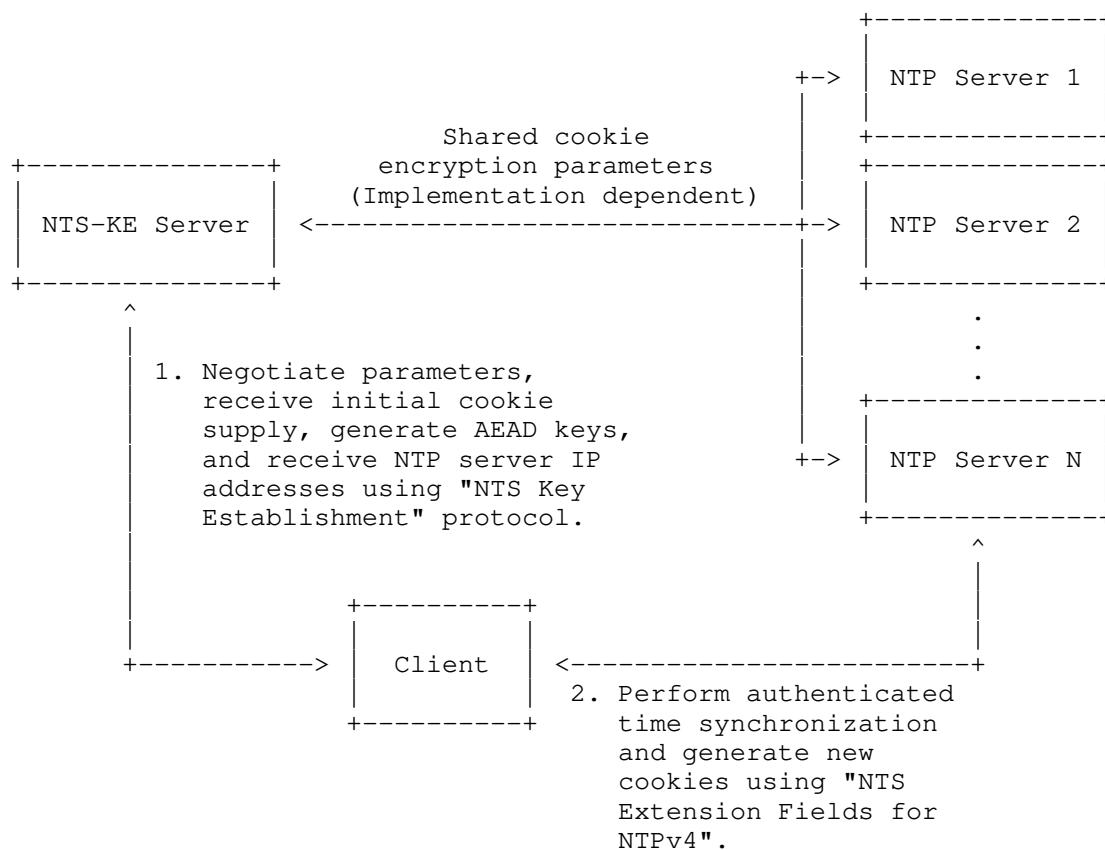 NTP Server 1
Shared cookie
encryption parameters
(Implementation dependent)
NTS-KE Server
NTP Server 2
.
.
.
1. Negotiate parameters,
receive initial cookie
supply, generate AEAD keys,
and receive NTP server IP
addresses using "NTS Key
Establishment" protocol.
NTP Server N
Client
2. Perform authenticated
time synchronization
and generate new
cookies using "NTS
Extension Fields for
NTPv4".